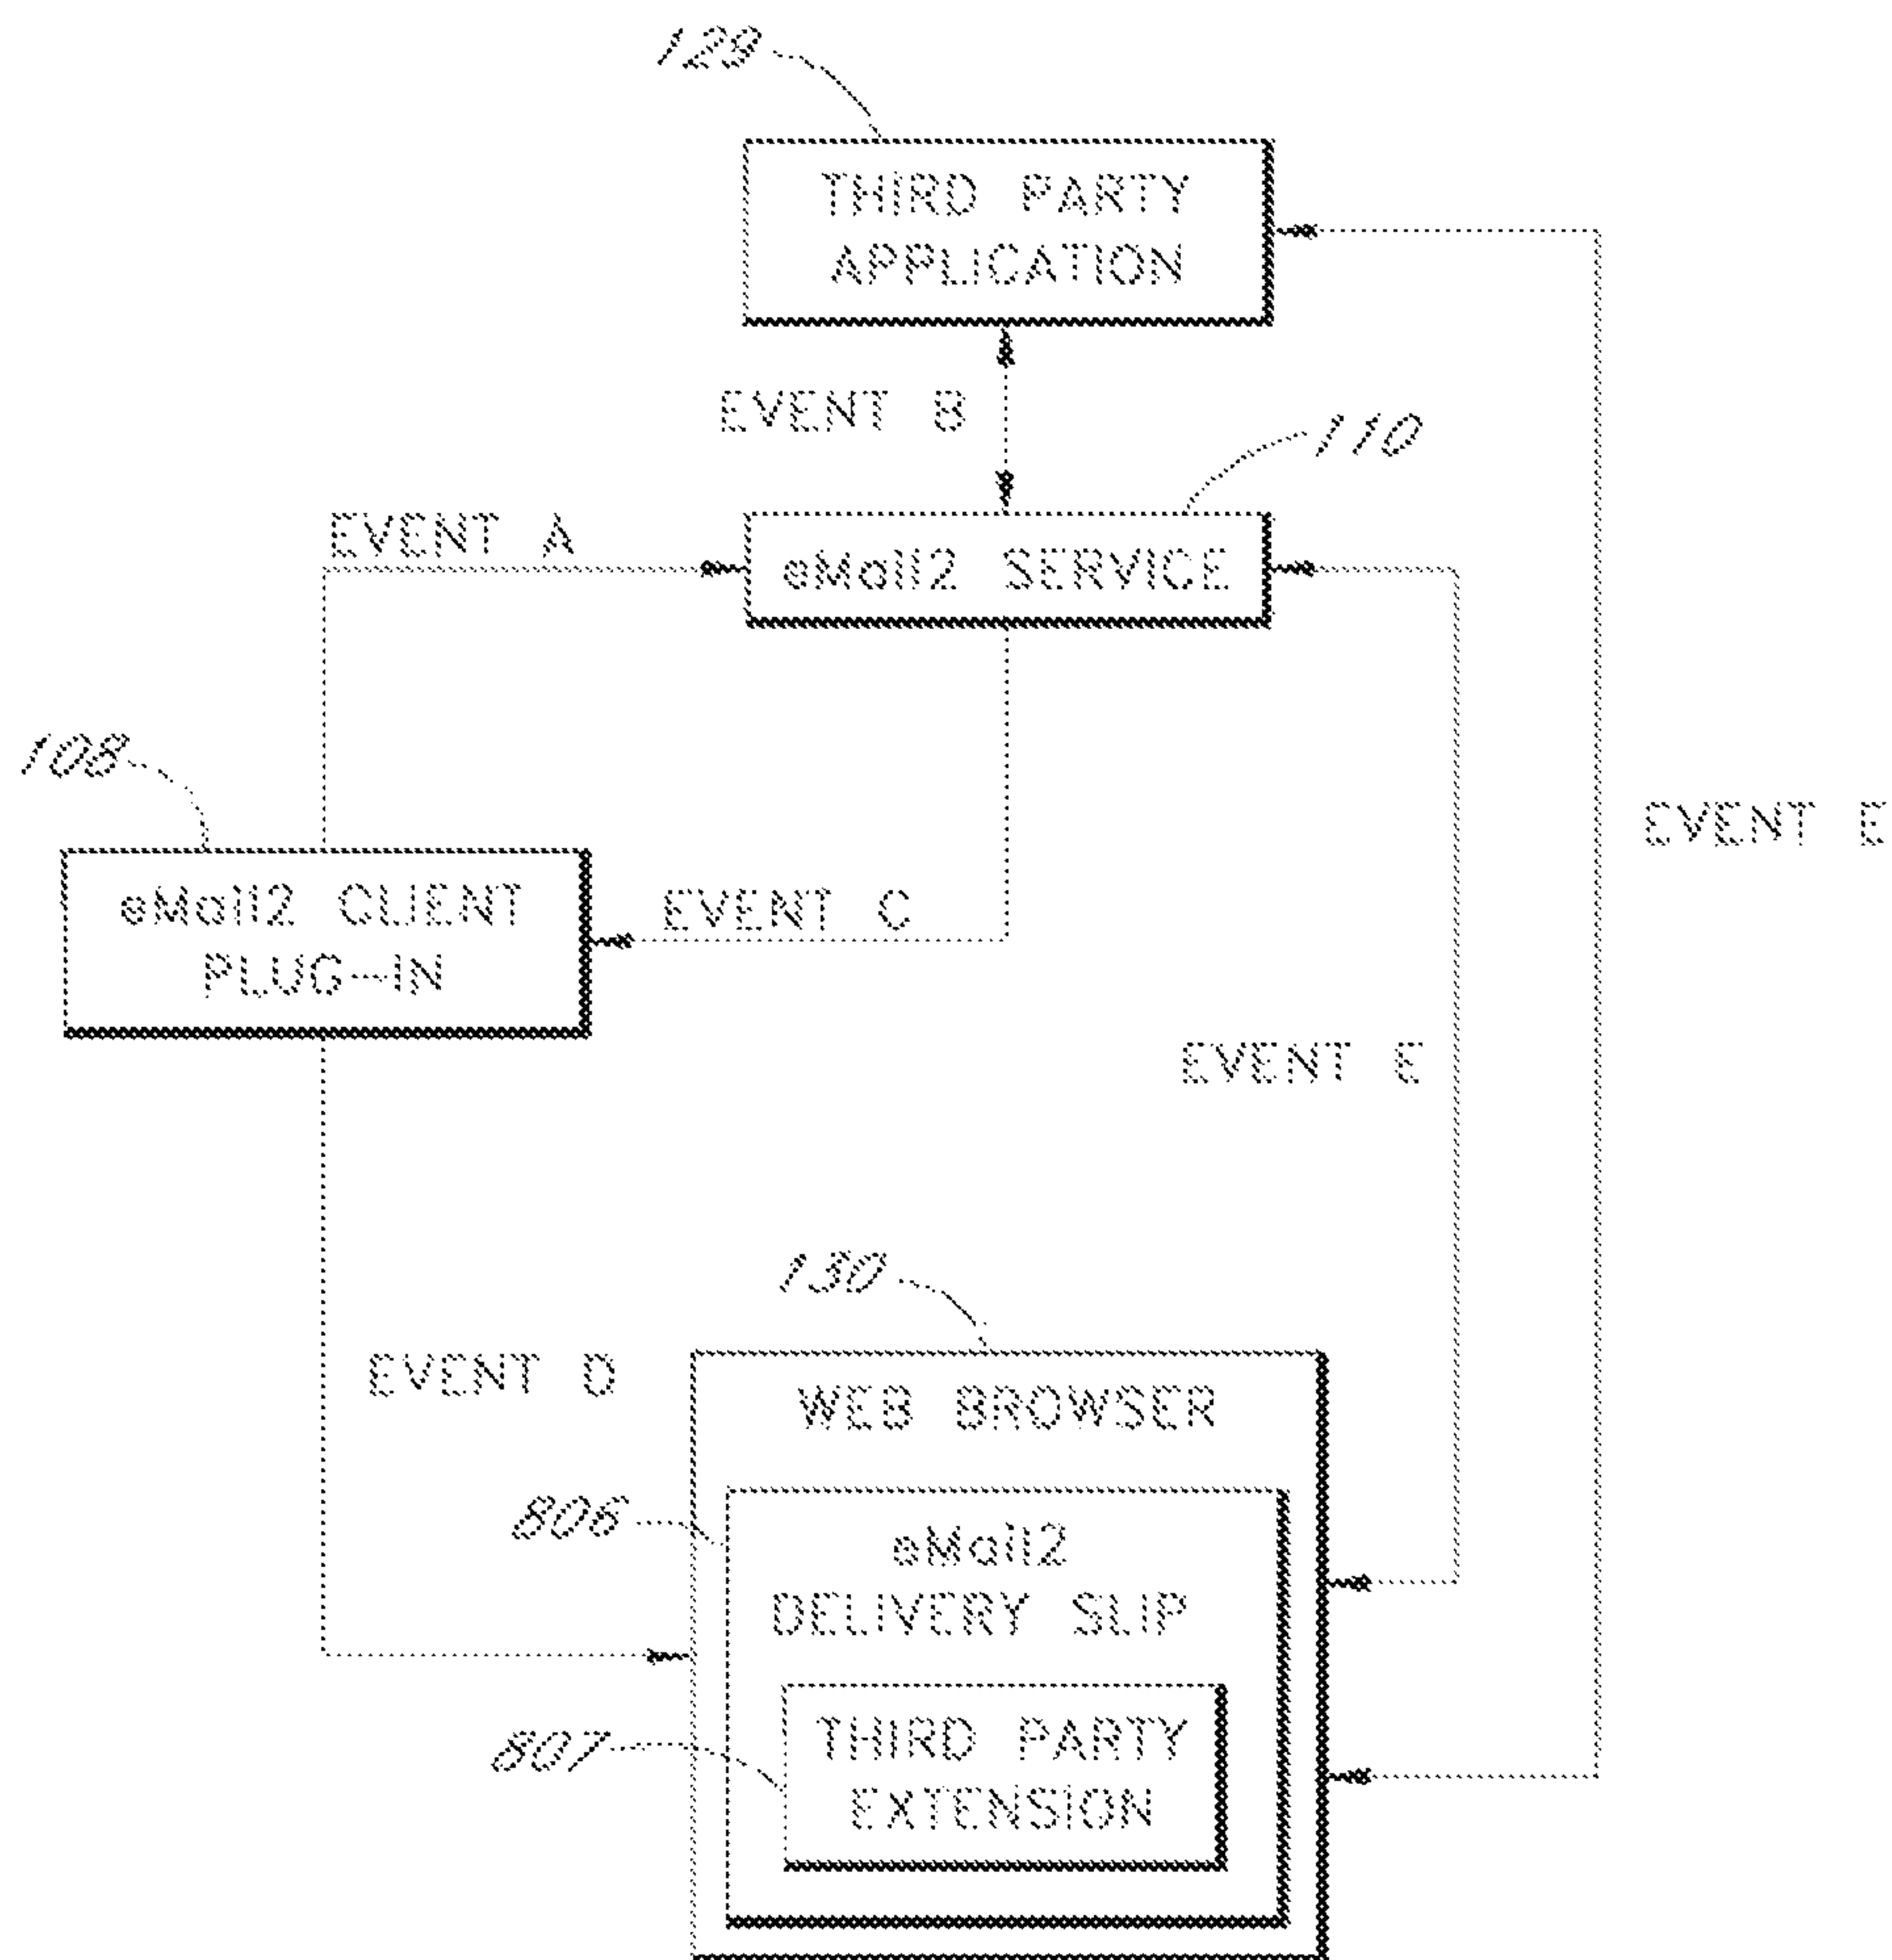 129
THIRD PARTY
APPLICATION
EVENT B
110
EVENT A
eMail2 SERVICE
108
EVENT E
eMail2 CLIENT
PLUG-IN
EVENT C
EVENT E
130
EVENT D
WEB BROWSER
806
eMail2
DELIVERY SLIP
807
THIRD PARTY
EXTENSION